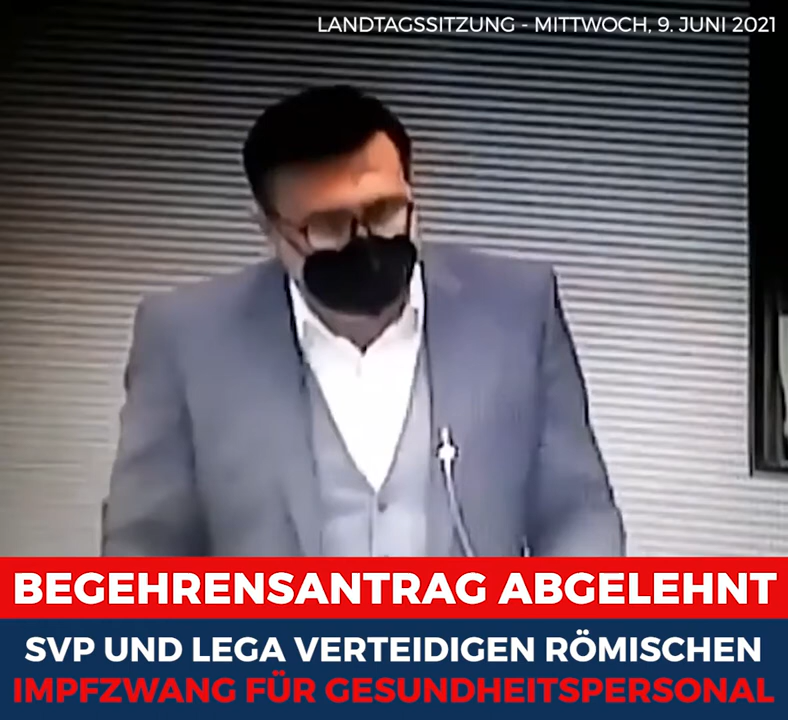 LANDTAGSSITZUNG - MITTWOCH, 9. JUNI 2021
BEGEHRENSANTRAG ABGELEHNT
SVP UND LEGA VERTEIDIGEN RÖMISCHEN
IMPFZWANG FÜR GESUNDHEITSPERSONAL